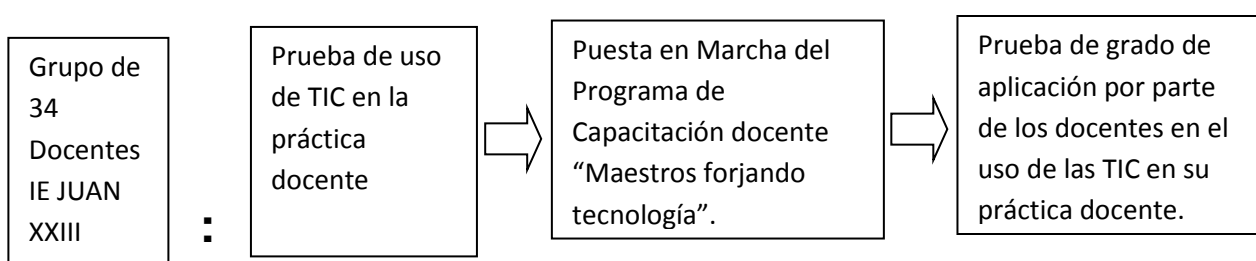 Grupo de
34
Docentes
IE JUAN
XXIII
:
Prueba de uso
de TIC en la
práctica
docente
Puesta en Marcha del
Programa de
Capacitación docente
“Maestros forjando
tecnología”.
Prueba de grado de
aplicación por parte
de los docentes en el
uso de las TIC en su
práctica docente.